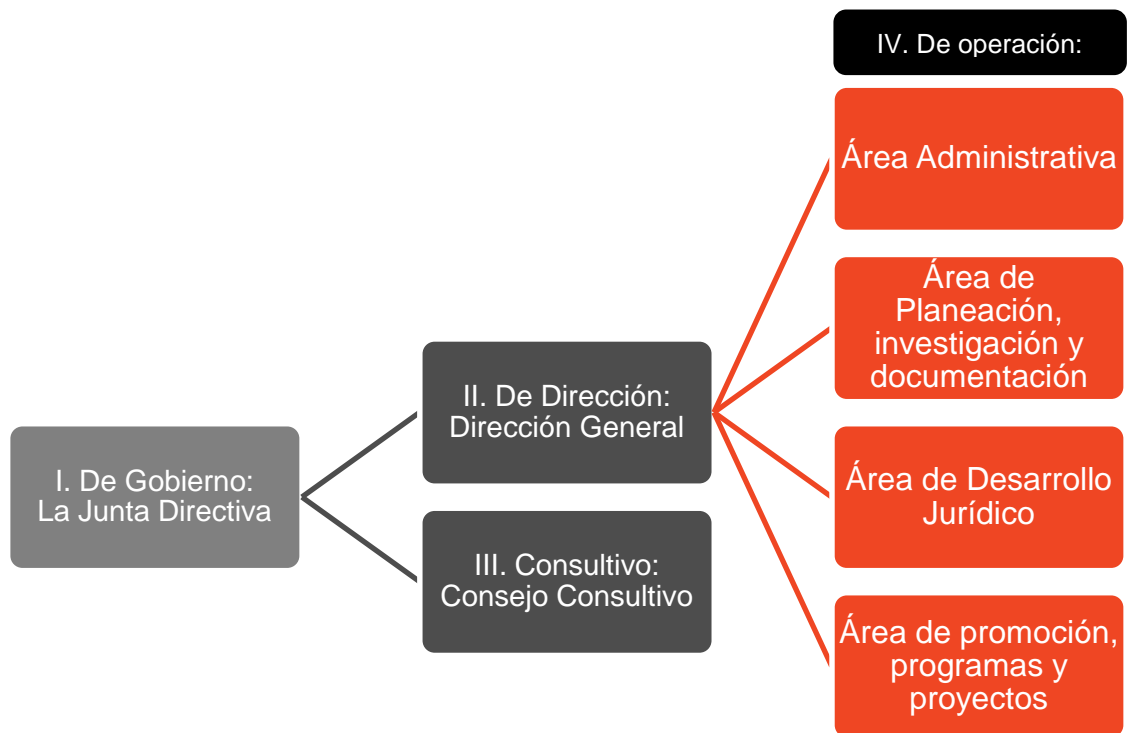 I. De Gobierno:
La Junta Directiva
II. De Dirección:
Dirección General
III. Consultivo:
Consejo Consultivo
IV. De operación:
Área Administrativa
Área de
Planeación,
investigación y
documentación
Área de Desarrollo
Jurídico
Área de promoción,
programas y
proyectos